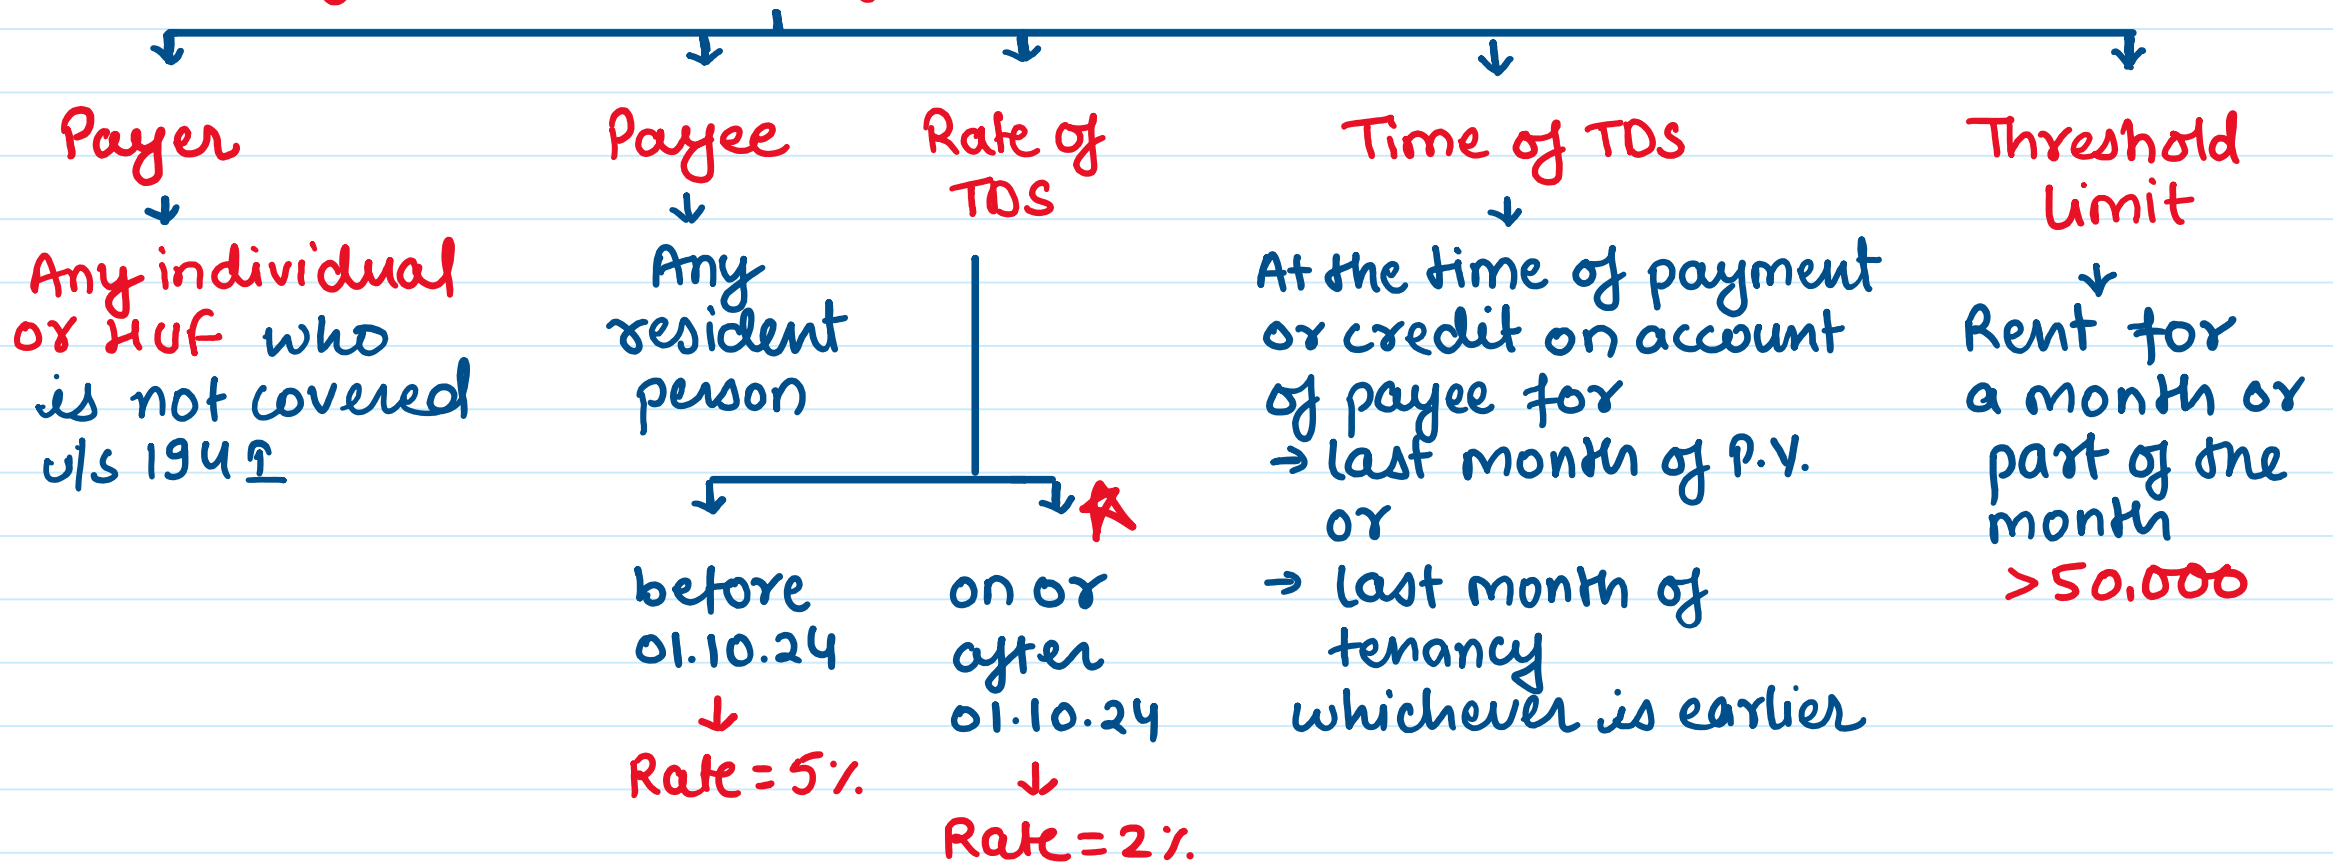 Payer
Any individual
or HUF who
is not covered
u/s 194I
Payee
Any
resident
person
Rate of
TDS
before
01.10.24
Rate = 5%
on or
after
01.10.24
Rate = 2%
Time of TDS
At the time of payment
or credit on account
of payee for
→ last month of P.Y.
or
→ last month of
tenancy
whichever is earlier
Threshold
Limit
Rent for
a month or
part of the
month
> 50,000